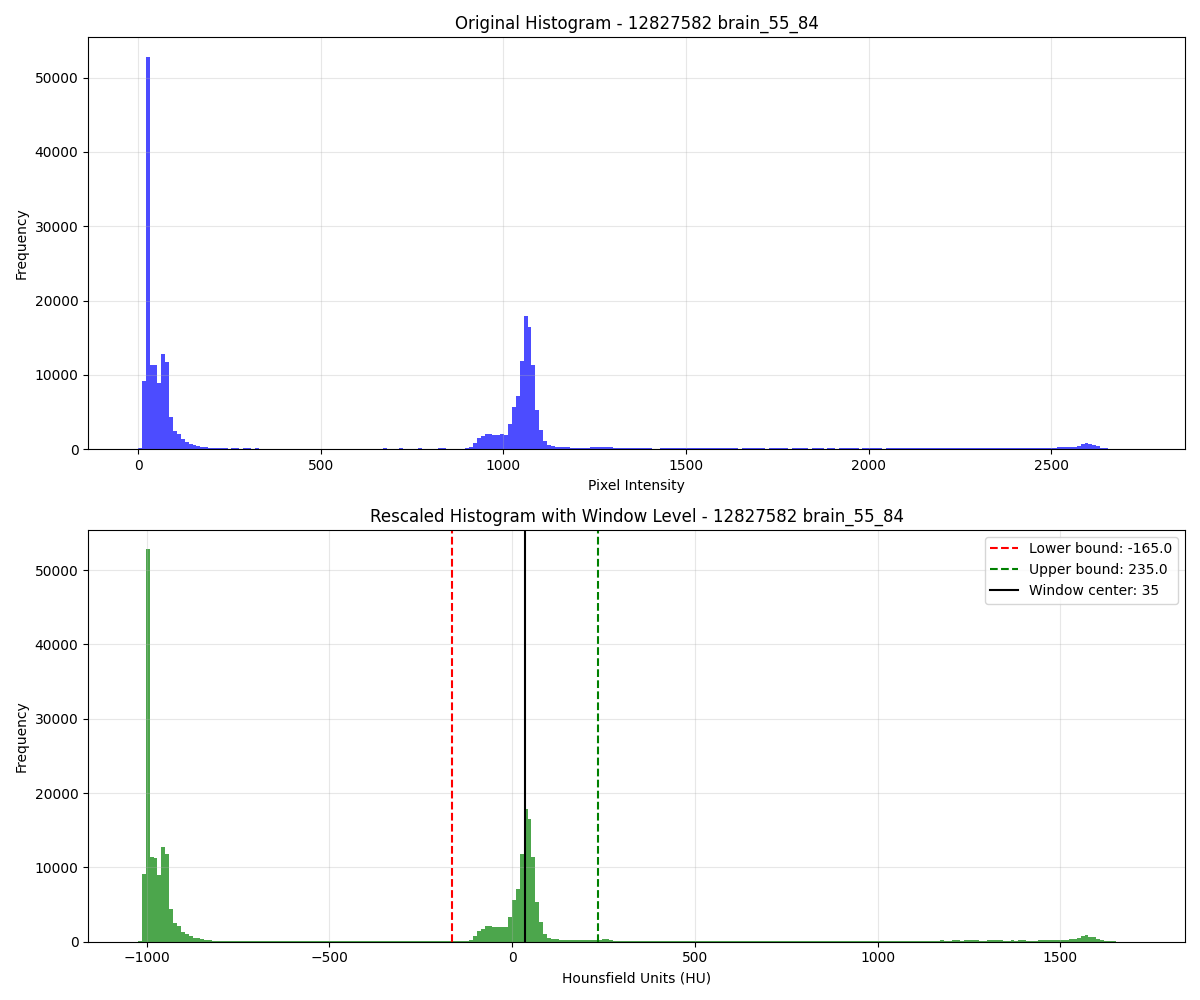 Original Histogram - 12827582 brain_55_84
Frequency
50000
40000
30000
20000
10000
0
0 500 1000 1500 2000 2500
Pixel Intensity
Rescaled Histogram with Window Level - 12827582 brain_55_84
Frequency
50000
40000
30000
20000
10000
0
Lower bound: -165.0
Upper bound: 235.0
Window center: 35
−1000 −500 0 500 1000 1500
Hounsfield Units (HU)